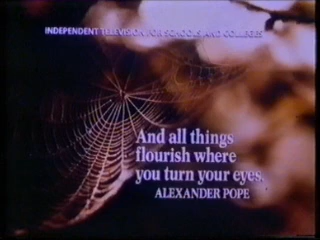 INDEPENDENT TELEVISION FOR SCHOOLS AND COLLEGES
And all things
flourish where
you turn your eyes.
ALEXANDER POPE